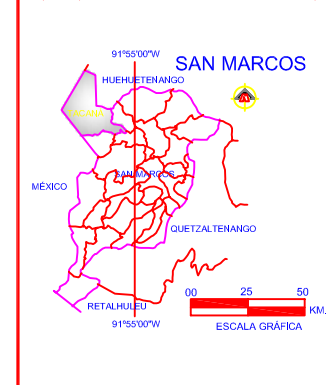 91°55'00"W
SAN MARCOS
HUEHUETENANGO
TACANÁ
SAN MARCOS
MÉXICO
QUETZALTENANGO
00 25 50
RETALHULEU
KM.
91°55'00"W
ESCALA GRÁFICA